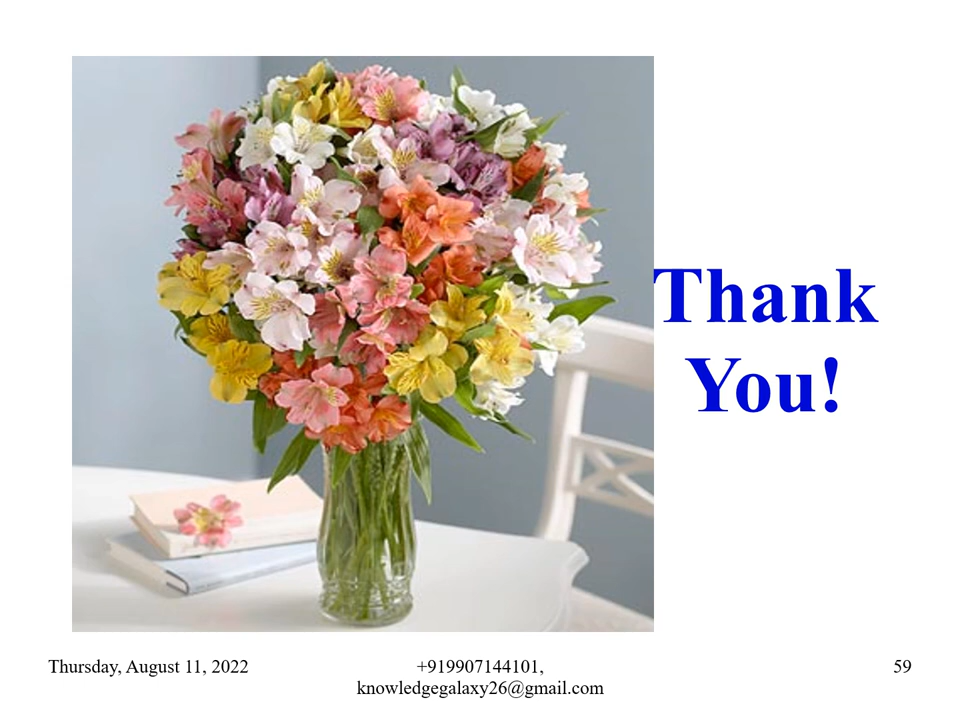 Thank
You!
Thursday, August 11, 2022
+919907144101,
knowledgegalaxy26@gmail.com
59